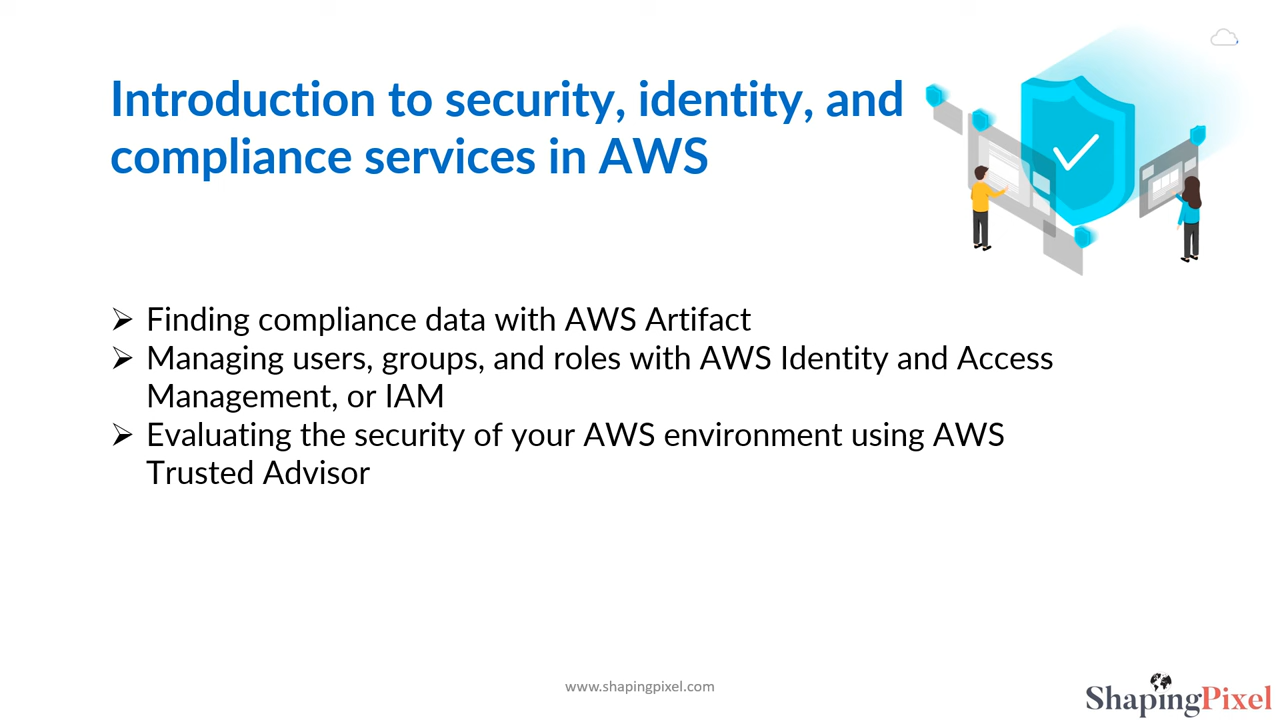 Introduction to security, identity, and
compliance services in AWS
➢ Finding compliance data with AWS Artifact
➢ Managing users, groups, and roles with AWS Identity and Access
Management, or IAM
➢ Evaluating the security of your AWS environment using AWS
Trusted Advisor
www.shapingpixel.com
ShapingPixel